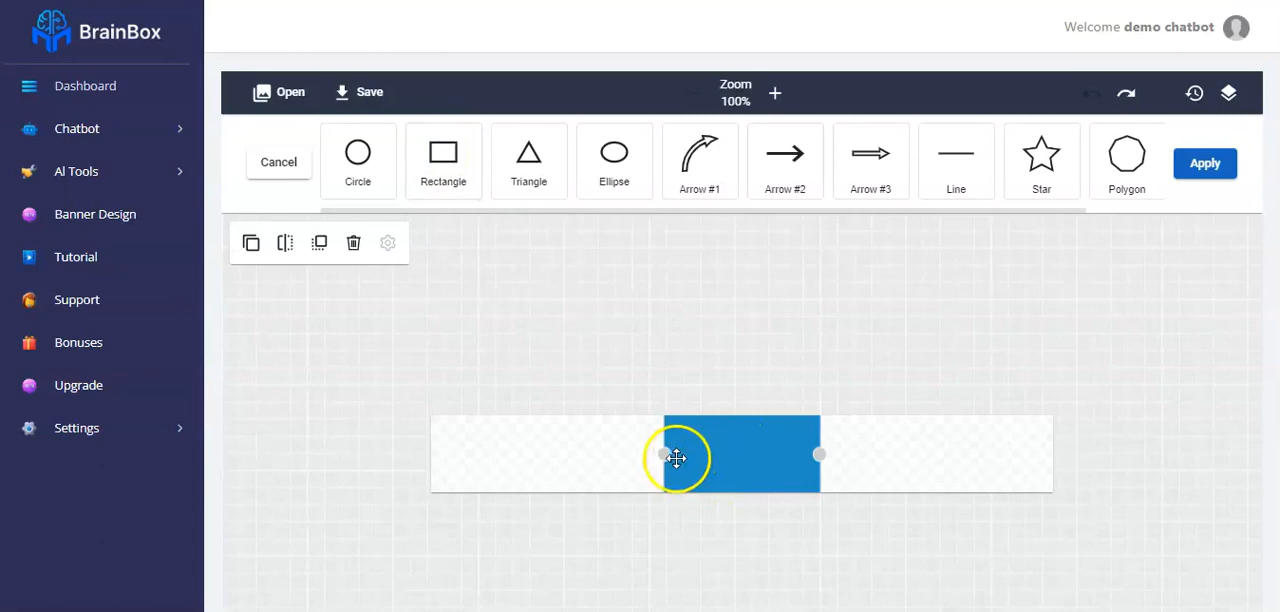 BrainBox
Welcome demo chatbot
Dashboard
Chatbot
AI Tools
Banner Design
Tutorial
Support
Bonuses
Upgrade
Settings
Open
Save
Zoom
100%
Cancel
Circle
Rectangle
Triangle
Ellipse
Arrow #1
Arrow #2
Arrow #3
Line
Star
Polygon
Apply